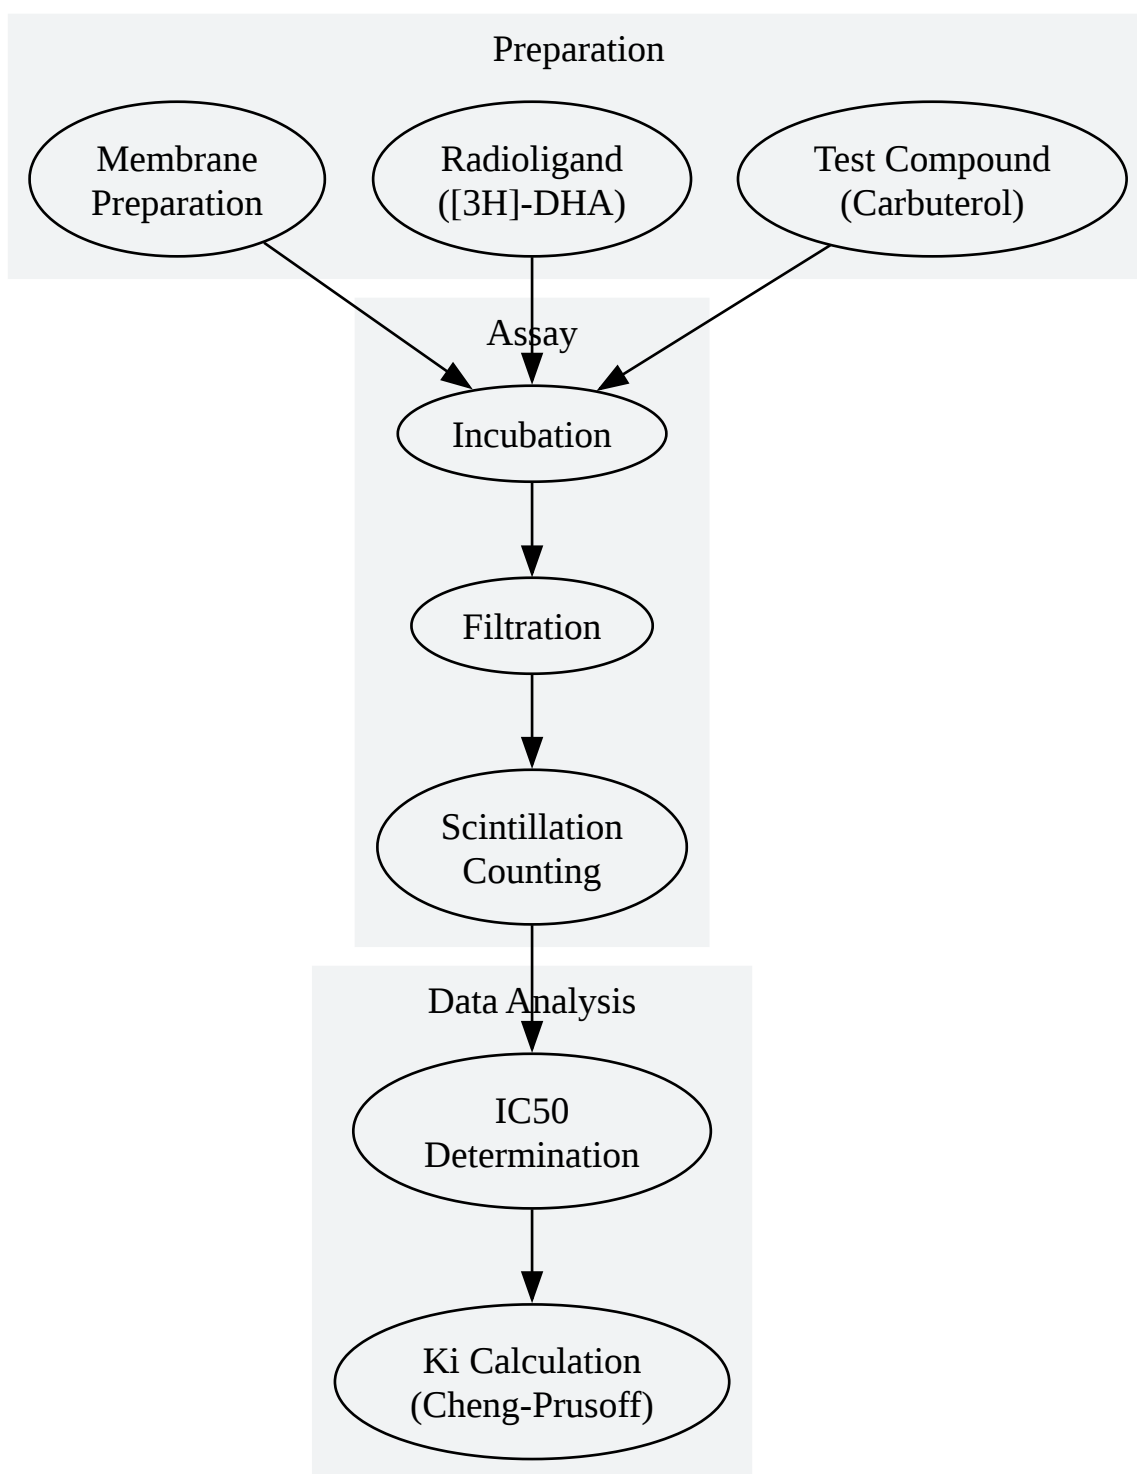 Preparation
Membrane
Preparation
Radioligand
([3H]-DHA)
Test Compound
(Carbuterol)
Assay
Incubation
Filtration
Scintillation
Counting
Data Analysis
IC50
Determination
Ki Calculation
(Cheng-Prusoff)